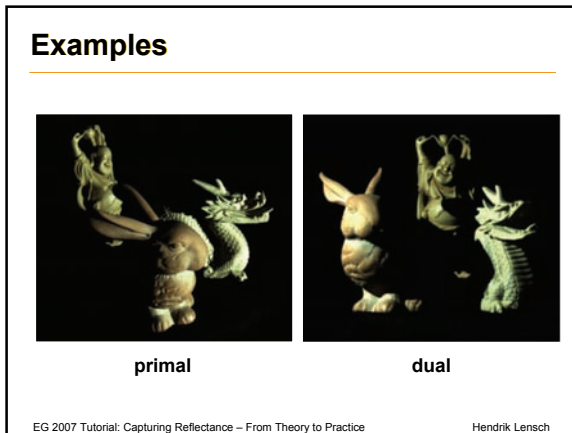 Examples
primal
dual
EG 2007 Tutorial: Capturing Reflectance – From Theory to Practice
Hendrik Lensch